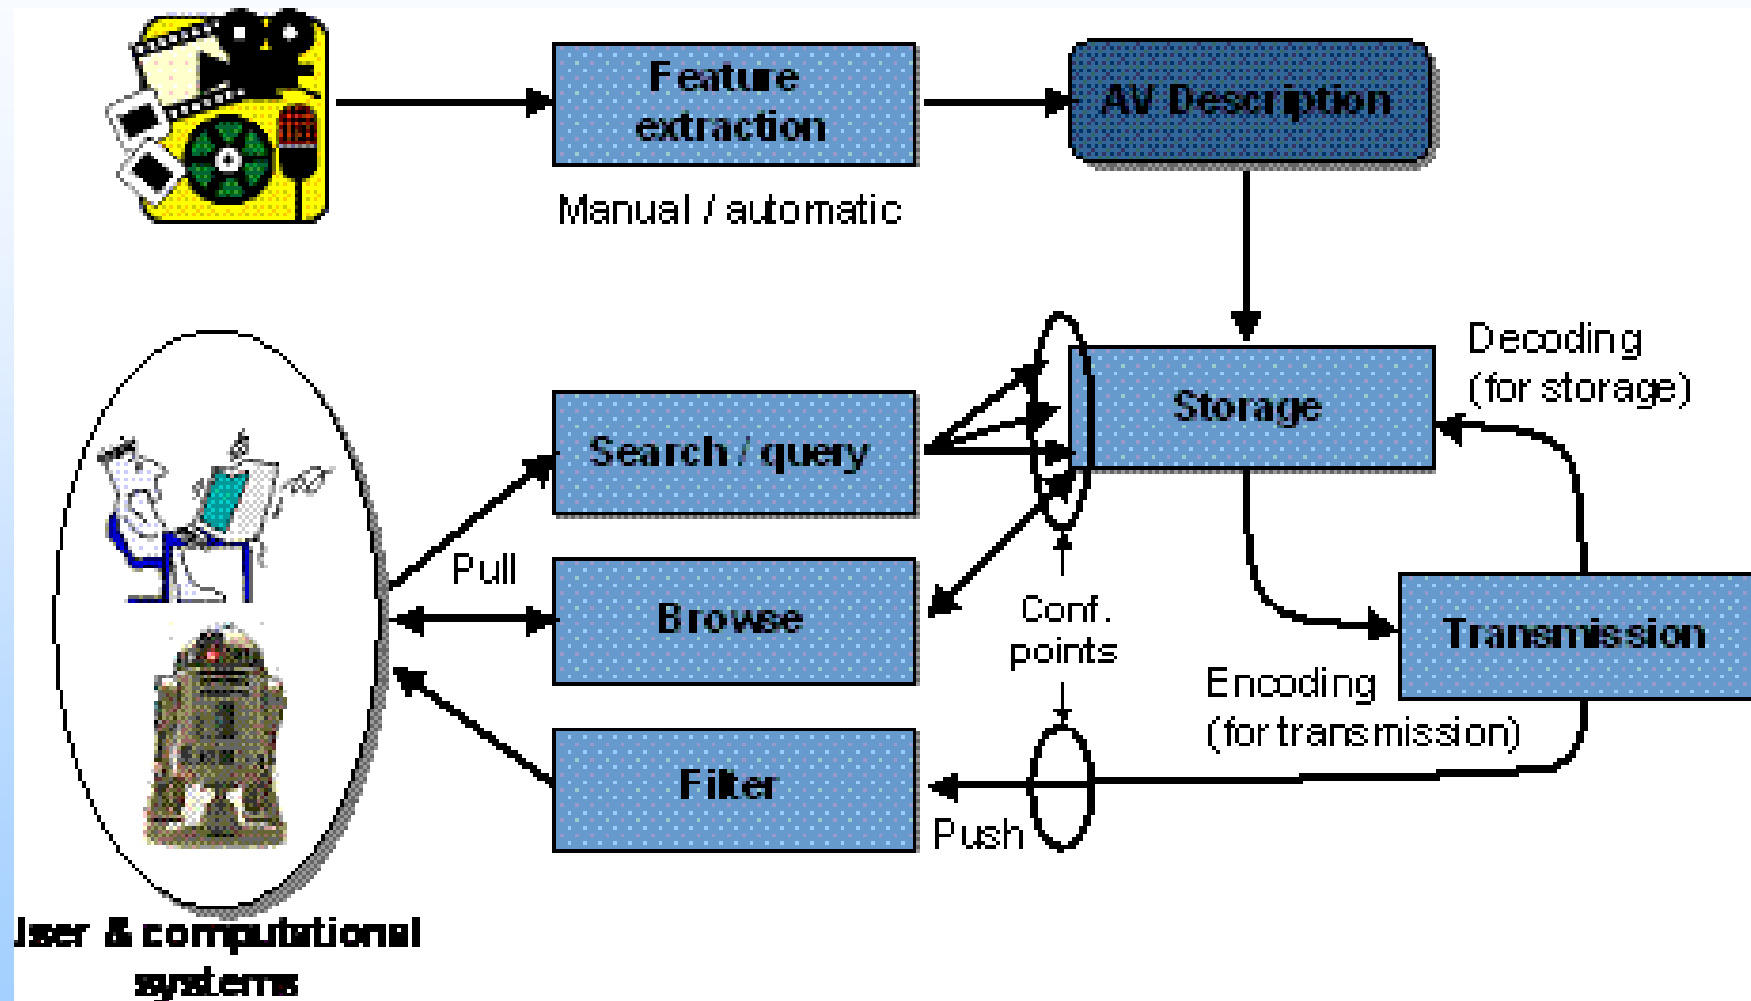 Feature
extraction
AV Description
Manual / automatic
Decoding
(for storage)
Storage
Search / query
Pull
Browse
Conf.
points
Transmission
Encoding
(for transmission)
Filter
Push
User & computational
systems